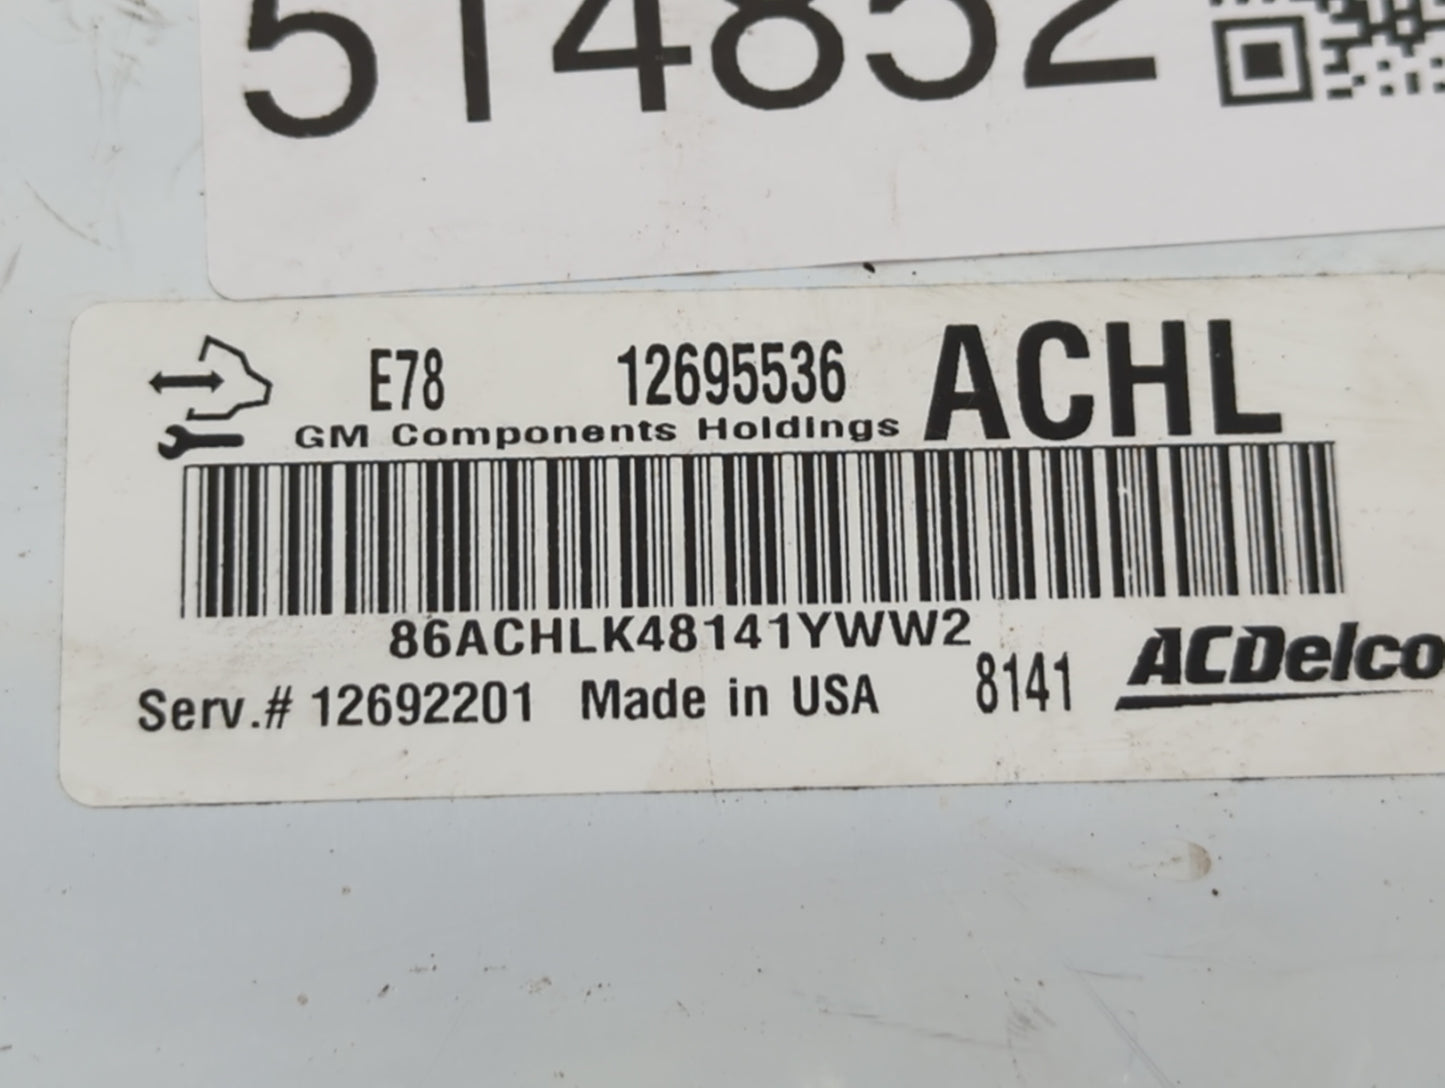 514852
E78 12695536 ACHL
GM Components Holdings
86ACHLK48141YWW2
Serv.# 12692201 Made in USA 8141 ACDelco